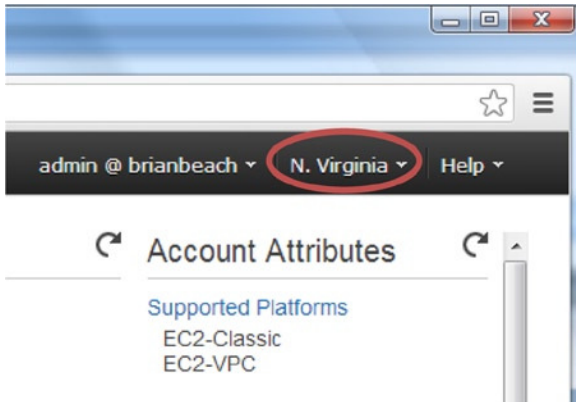 admin @ brianbeach N. Virginia Help
Account Attributes
Supported Platforms
EC2-Classic
EC2-VPC